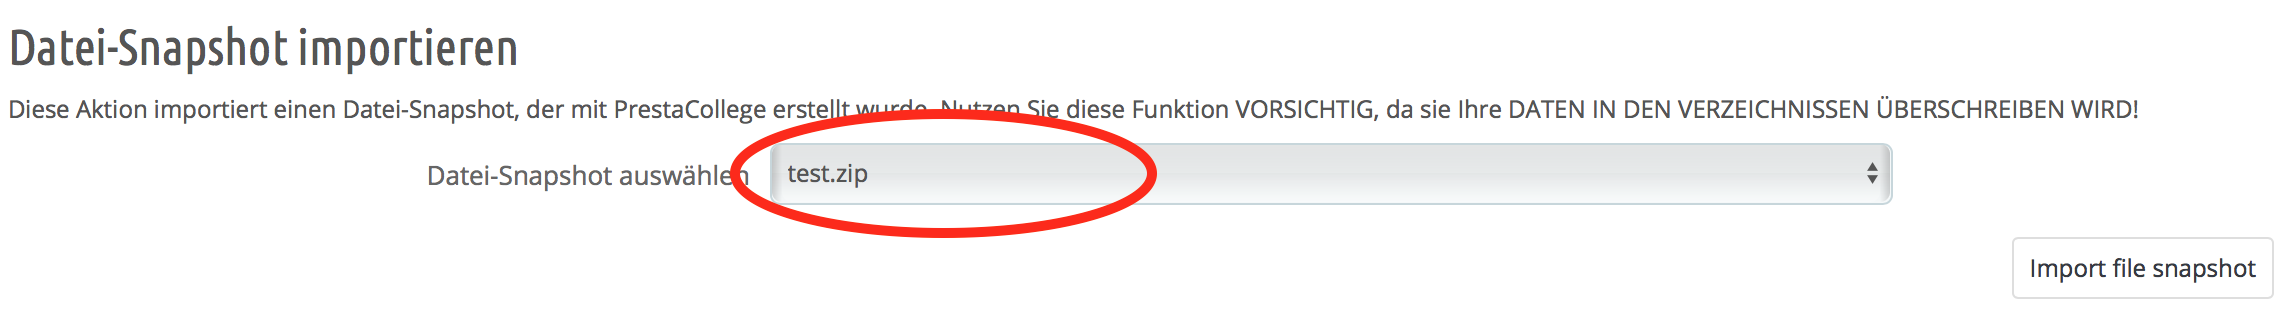 Datei-Snapshot importieren
Diese Aktion importiert einen Datei-Snapshot, der mit PrestaCollege erstellt wurde. Nutzen Sie diese Funktion VORSICHTIG, da sie Ihre DATEN IN DEN VERZEICHNISSEN ÜBERSCHREIBEN WIRD!
Datei-Snapshot auswählen test.zip
Import file snapshot